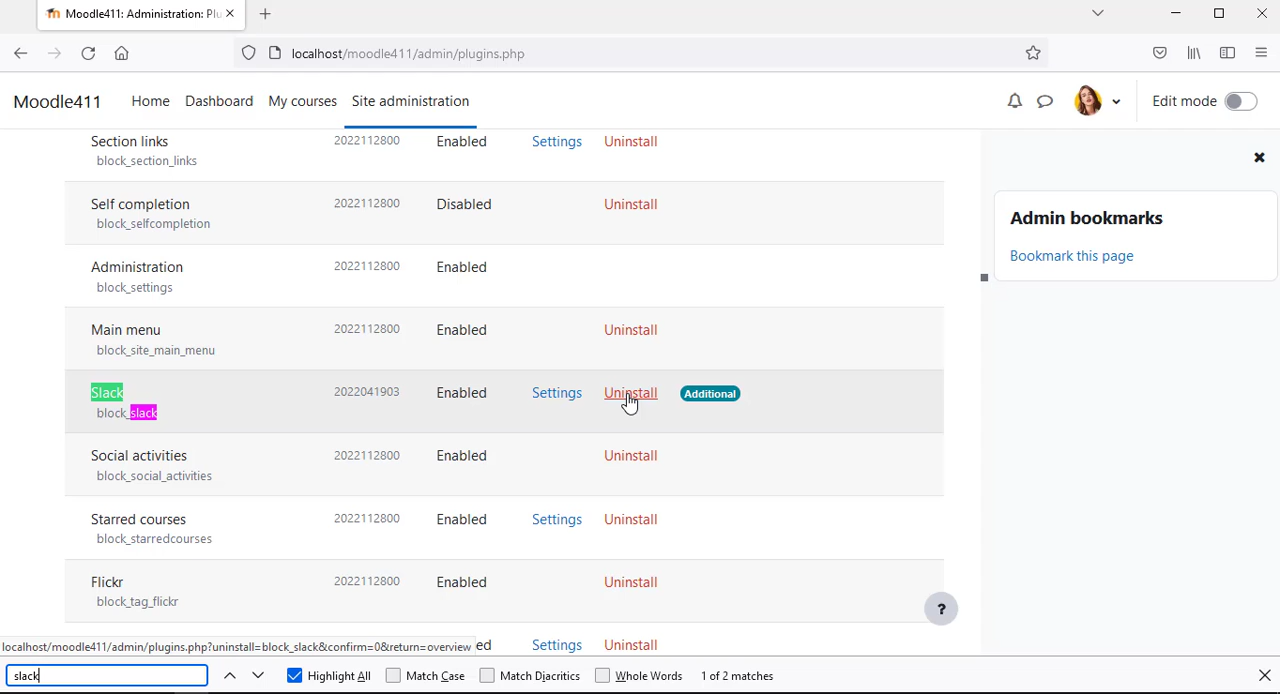 Moodle411: Administration: Plu
localhost/moodle411/admin/plugins.php
Moodle411 Home Dashboard My courses Site administration Edit mode
Section links 2022112800 Enabled Settings Uninstall
block_section_links
Self completion 2022112800 Disabled Uninstall
block_selfcompletion
Administration 2022112800 Enabled
block_settings
Main menu 2022112800 Enabled Uninstall
block_site_main_menu
Slack 2022041903 Enabled Settings Uninstall Additional
block_slack
Social activities 2022112800 Enabled Uninstall
block_social_activities
Starred courses 2022112800 Enabled Settings Uninstall
block_starredcourses
Flickr 2022112800 Enabled Uninstall
block_tag_flickr
ed Settings Uninstall
Admin bookmarks
Bookmark this page
?
localhost/moodle411/admin/plugins.php?uninstall=block_slack&confirm=0&return=overview
slack Highlight All Match Case Match Diacritics Whole Words 1 of 2 matches